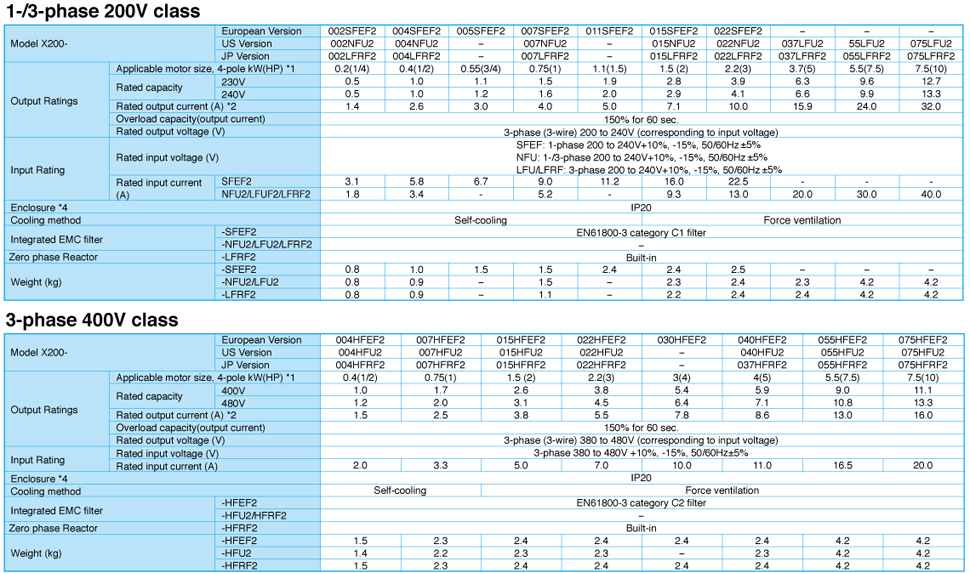 1-/3-phase 200V class
Model X200- European Version 002SFEF2 004SFEF2 005SFEF2 007SFEF2 011SFEF2 015SFEF2 022SFEF2 – – –
US Version 002NFU2 004NFU2 – 007NFU2 015NFU2 022NFU2 037LFU2 55LFU2 075LFU2
JP Version 002LFRF2 004LFRF2 – 007LFRF2 015LFRF2 022LFRF2 037LFRF2 055LFRF2 075LFRF2
Output Ratings Applicable motor size, 4-pole kW(HP) *1 0.2(1/4) 0.4(1/2) 0.55(3/4) 0.75(1) 1.1(1.5) 1.5 (2) 2.2(3) 3.7(5) 5.5(7.5) 7.5(10)
Rated capacity 230V 0.5 1.0 1.1 1.5 1.9 2.8 3.9 6.3 9.6 12.7
240V 0.5 1.0 1.2 1.6 2.0 2.9 4.1 6.6 9.9 13.3
Rated output current (A) *2 1.4 2.6 3.0 4.0 5.0 7.1 10.0 15.9 24.0 32.0
Overload capacity(output current) 150% for 60 sec.
Rated output voltage (V) 3-phase (3-wire) 200 to 240V (corresponding to input voltage)
Input Rating Rated input voltage (V) SFEF: 1-phase 200 to 240V+10%, -15%, 50/60Hz ±5%
NFU: 1-/3-phase 200 to 240V+10%, -15%, 50/60Hz ±5%
LFU/LFRF: 3-phase 200 to 240V+10%, -15%, 50/60Hz ±5%
Rated input current (A) SFEF2 3.1 5.8 6.7 9.0 11.2 16.0 22.5 - - -
NFU2/LFUF2/LFRF2 1.8 3.4 - 5.2 - 9.3 13.0 20.0 30.0 40.0
Enclosure *4 IP20
Cooling method Self-cooling Force ventilation
Integrated EMC filter -SFEF2 EN61800-3 category C1 filter
-NFU2/LFU2/LFRF2 –
Zero phase Reactor -LFRF2 Built-in
Weight (kg) -SFEF2 0.8 1.0 1.5 1.5 2.4 2.4 2.5 – – –
-NFU2/LFU2 0.8 0.9 – 1.5 – 2.3 2.4 2.3 4.2 4.2
-LFRF2 0.8 0.9 – 1.1 – 2.2 2.4 2.4 4.2 4.2
3-phase 400V class
Model X200- European Version 004HFEF2 007HFEF2 015HFEF2 022HFEF2 030HFEF2 040HFEF2 055HFEF2 075HFEF2
US Version 004HFU2 007HFU2 015HFU2 022HFU2 – 040HFU2 055HFU2 075HFU2
JP Version 004HFRF2 007HFRF2 015HFRF2 022HFRF2 – 037HFRF2 055HFRF2 075HFRF2
Output Ratings Applicable motor size, 4-pole kW(HP) *1 0.4(1/2) 0.75(1) 1.5 (2) 2.2(3) 3(4) 4(5) 5.5(7.5) 7.5(10)
Rated capacity 400V 1.0 1.7 2.6 3.8 5.4 5.9 9.0 11.1
480V 1.2 2.0 3.1 4.5 6.4 7.1 10.8 13.3
Rated output current (A) *2 1.5 2.5 3.8 5.5 7.8 8.6 13.0 16.0
Overload capacity(output current) 150% for 60 sec.
Rated output voltage (V) 3-phase (3-wire) 380 to 480V (corresponding to input voltage)
Input Rating Rated input voltage (V) 3-phase 380 to 480V +10%, -15%, 50/60Hz±5%
Rated input current (A) 2.0 3.3 5.0 7.0 10.0 11.0 16.5 20.0
Enclosure *4 IP20
Cooling method Self-cooling Force ventilation
Integrated EMC filter -HFEF2 EN61800-3 category C2 filter
-HFU2/HFRF2 –
Zero phase Reactor -HFRF2 Built-in
Weight (kg) -HFEF2 1.5 2.3 2.4 2.4 2.4 2.4 4.2 4.2
-HFU2 1.4 2.2 2.3 2.3 – 2.3 4.2 4.2
-HFRF2 1.5 2.3 2.4 2.4 2.4 2.4 4.2 4.2